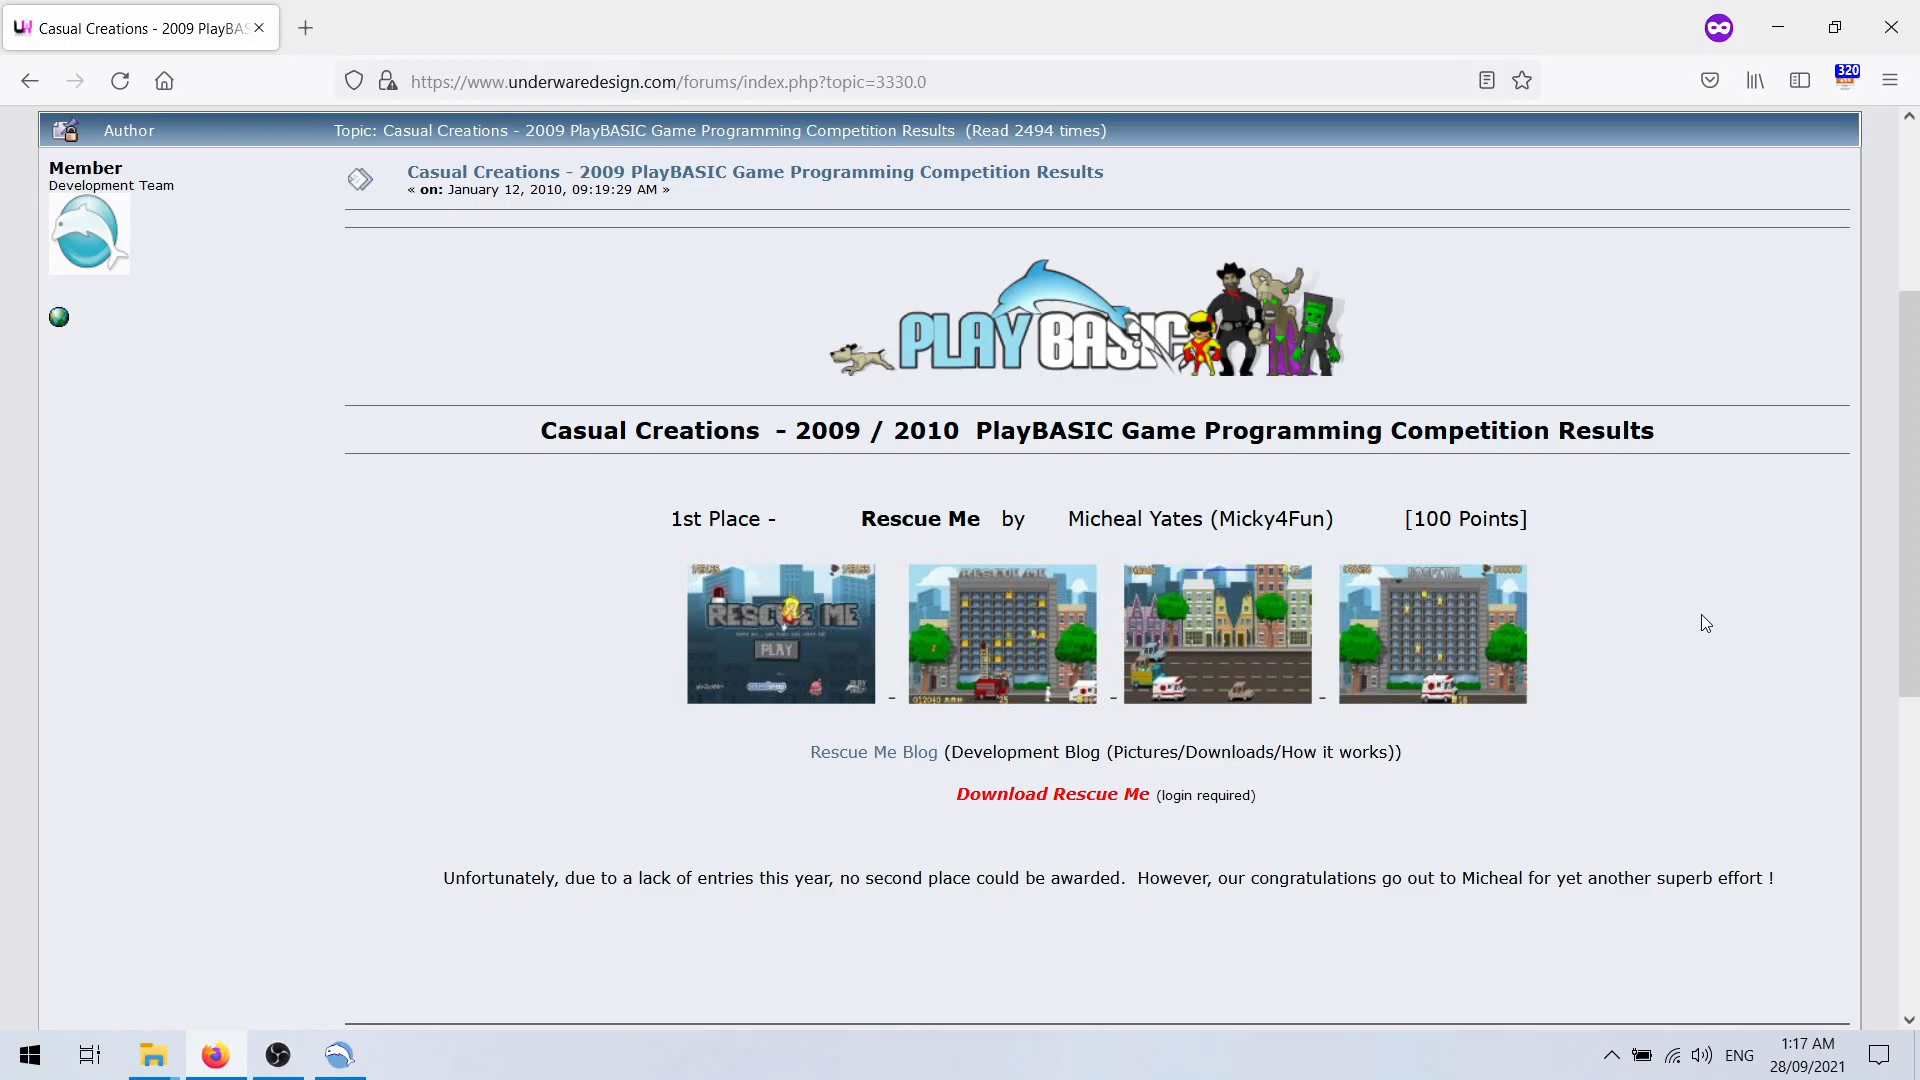 Casual Creations - 2009 PlayBAS
https://www.underwaredesign.com/forums/index.php?topic=3330.0
320
Author
Topic: Casual Creations - 2009 PlayBASIC Game Programming Competition Results (Read 2494 times)
Member
Development Team
Casual Creations - 2009 PlayBASIC Game Programming Competition Results
« on: January 12, 2010, 09:19:29 AM »
PLAYBASIC
Casual Creations - 2009 / 2010 PlayBASIC Game Programming Competition Results
1st Place - Rescue Me by Micheal Yates (Micky4Fun) [100 Points]
RESCUE ME
PLAY
RESCUE ME
HOSPITAL
- - -
Rescue Me Blog (Development Blog (Pictures/Downloads/How it works))
Download Rescue Me (login required)
Unfortunately, due to a lack of entries this year, no second place could be awarded. However, our congratulations go out to Micheal for yet another superb effort !
ENG
1:17 AM
28/09/2021